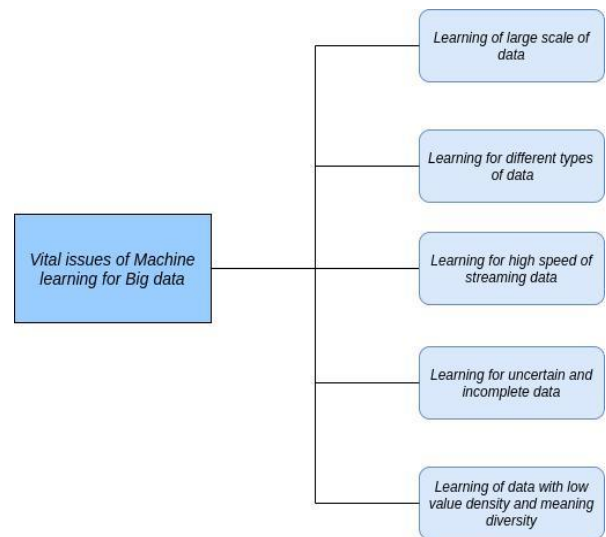 Vital issues of Machine
learning for Big data
Learning of large scale of
data
Learning for different types
of data
Learning for high speed of
streaming data
Learning for uncertain and
incomplete data
Learning of data with low
value density and meaning
diversity